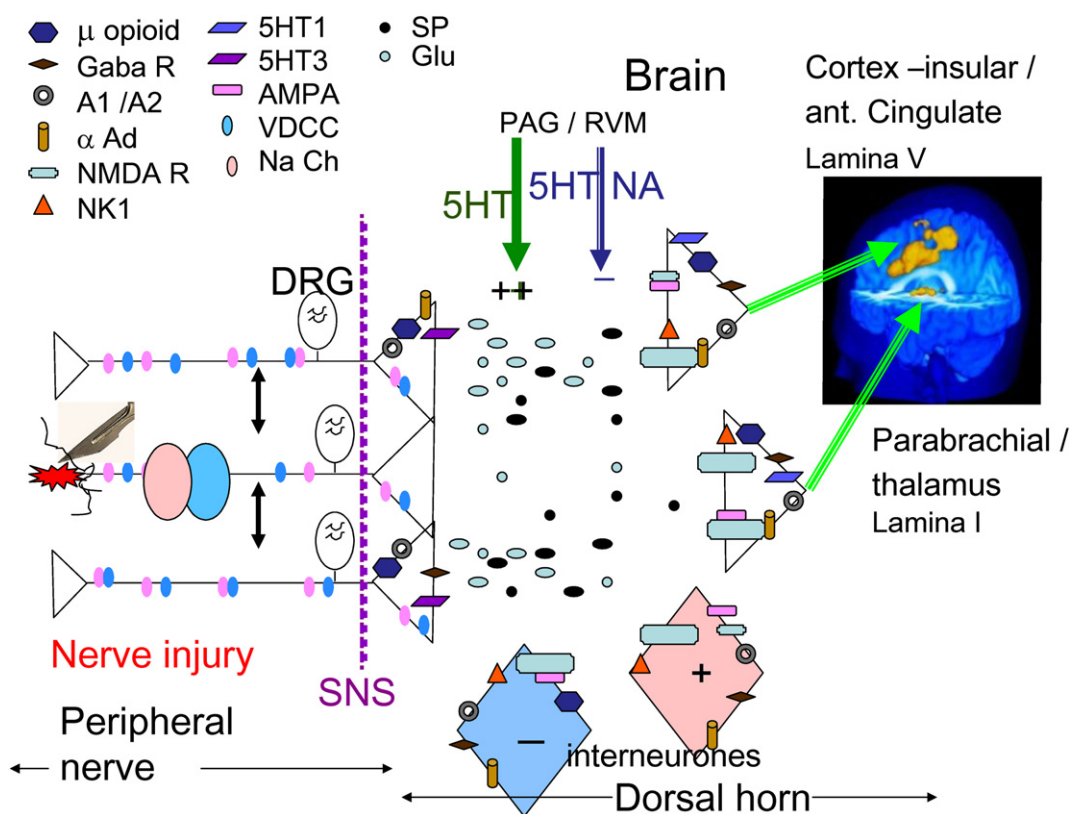 μ opioid
Gaba R
A1 /A2
α Ad
NMDA R
NK1
5HT1
5HT3
AMPA
VDCC
Na Ch
SP
Glu
Brain
PAG / RVM
5HT
5HT NA
++
–
Cortex –insular /
ant. Cingulate
Lamina V
DRG
Parabrachial /
thalamus
Lamina I
Nerve injury
SNS
Peripheral
nerve
–
+
interneurones
Dorsal horn